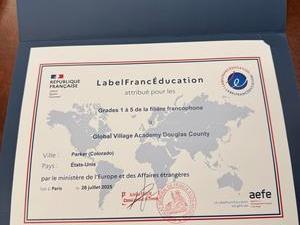 RÉPUBLIQUE
FRANÇAISE
LabelFrancÉducation
attribué pour les
Grades 1 à 5 de la filière francophone
à
Global Village Academy Douglas County
Ville :
Parker (Colorado)
Pays :
États-Unis
par le ministère de l'Europe et des Affaires étrangères
fait à Paris
28 juillet 2025
aefe